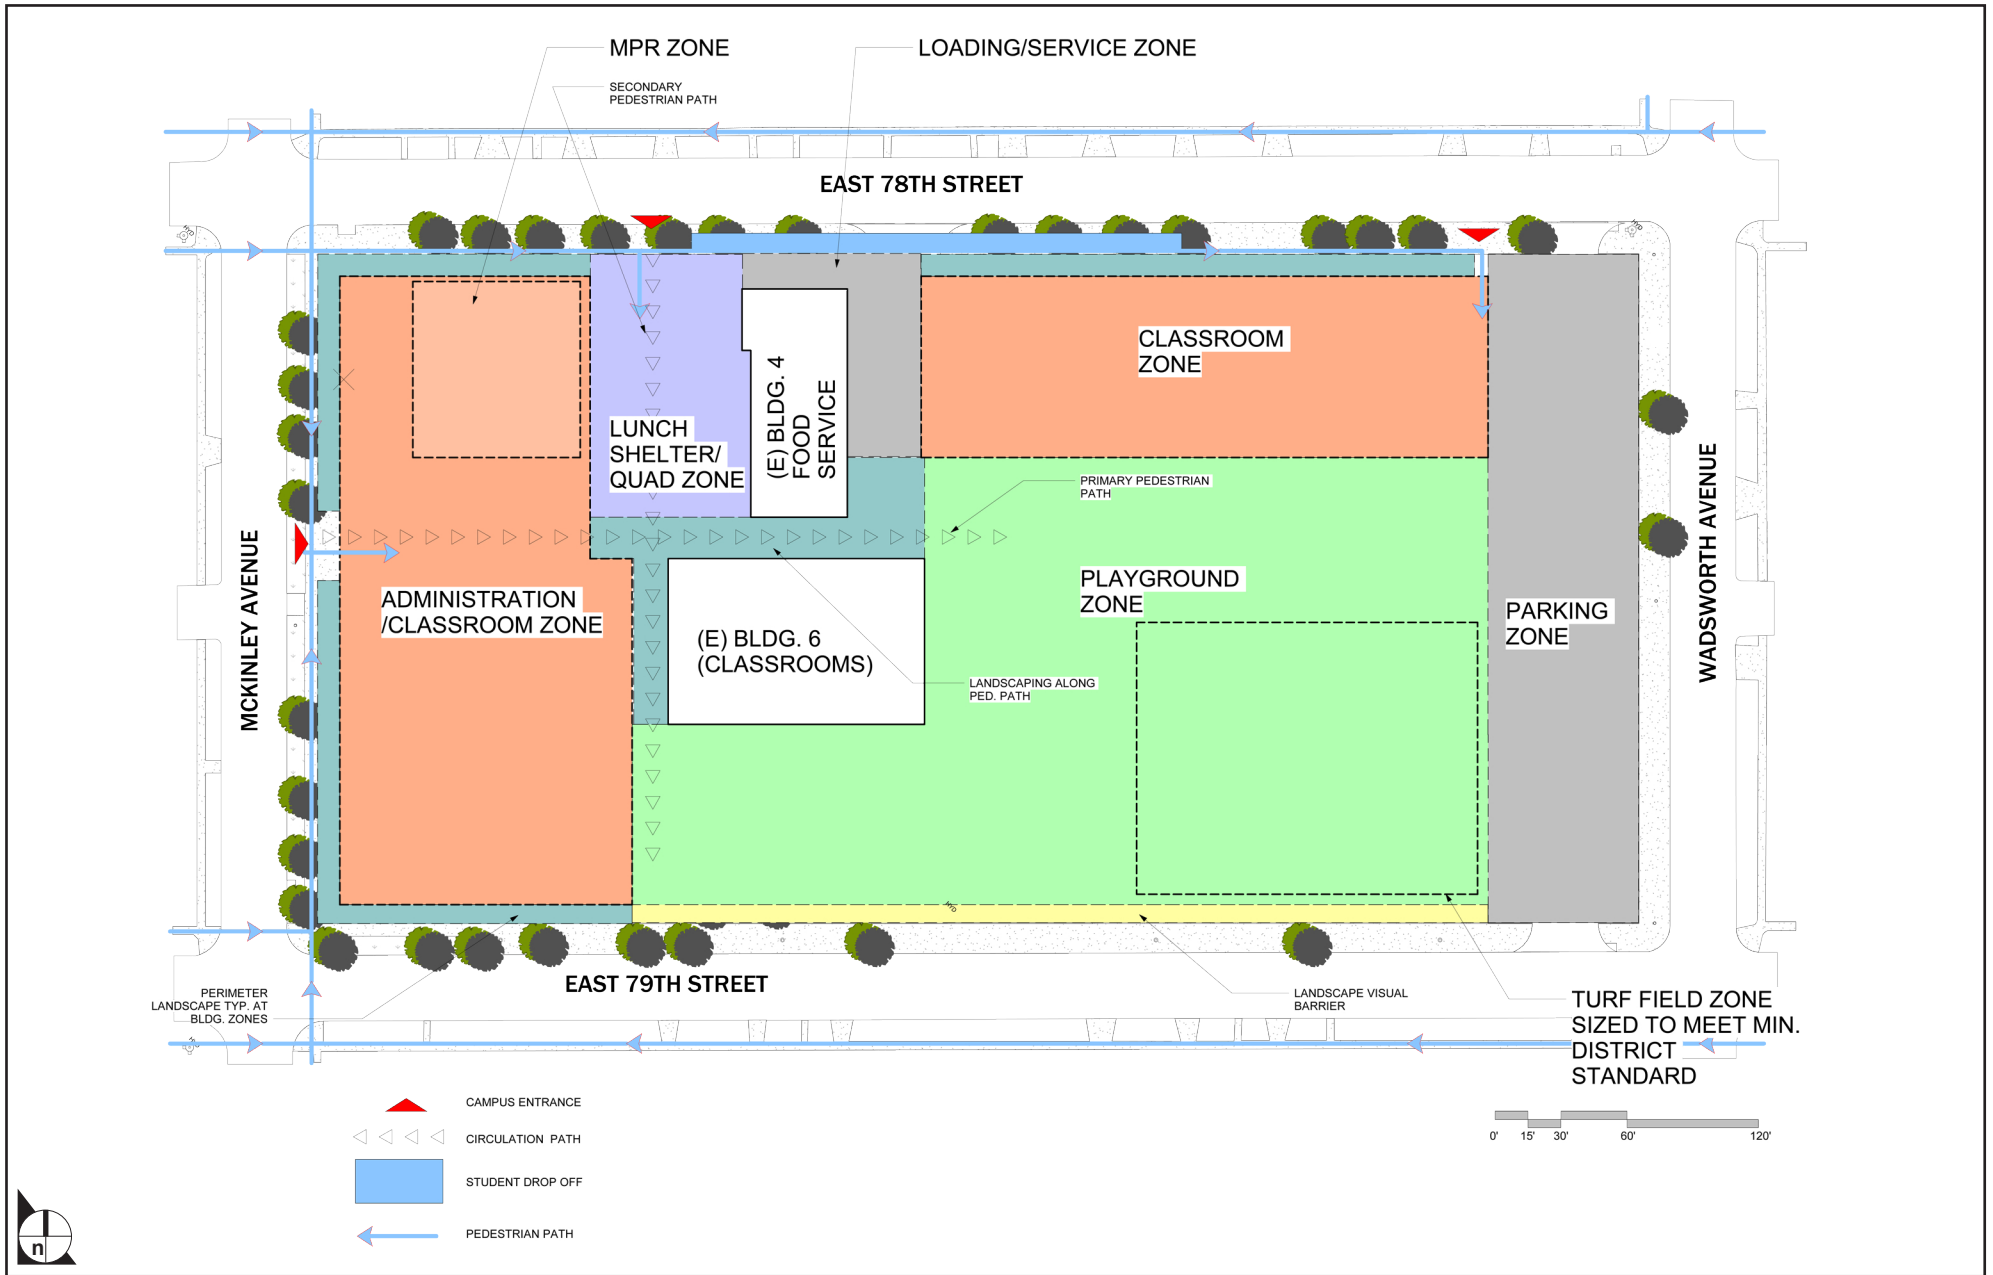 MPR ZONE
LOADING/SERVICE ZONE
SECONDARY
PEDESTRIAN PATH
EAST 78TH STREET
HYD
HYD
CLASSROOM
ZONE
(E) BLDG. 4
FOOD
SERVICE
LUNCH
SHELTER/
QUAD ZONE
PRIMARY PEDESTRIAN
PATH
MCKINLEY AVENUE
WADSWORTH AVENUE
ADMINISTRATION
/CLASSROOM ZONE
PLAYGROUND
ZONE
PARKING
ZONE
(E) BLDG. 6
(CLASSROOMS)
LANDSCAPING ALONG
PED. PATH
HYD
EAST 79TH STREET
PERIMETER
LANDSCAPE TYP. AT
BLDG. ZONES
LANDSCAPE VISUAL
BARRIER
TURF FIELD ZONE
SIZED TO MEET MIN.
DISTRICT
STANDARD
HYD
CAMPUS ENTRANCE
CIRCULATION PATH
STUDENT DROP OFF
PEDESTRIAN PATH
0' 15' 30' 60' 120'
n